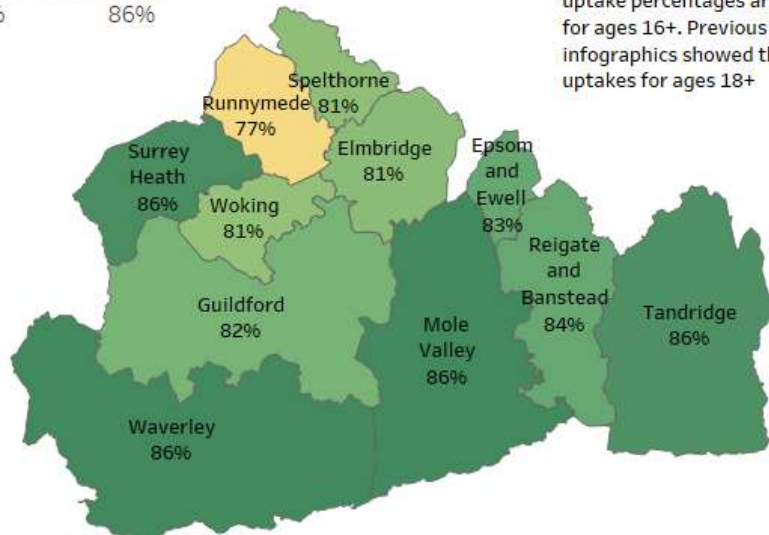 86%
uptake percentages are
for ages 16+. Previous
infographics showed
uptakes for ages 18+
Spelthorne
81%
Runnymede
77%
Elmbridge
81%
Epsom
and
Ewell
83%
Surrey
Heath
86%
Woking
81%
Reigate
and
Banstead
84%
Guildford
82%
Mole
Valley
86%
Tandridge
86%
Waverley
86%